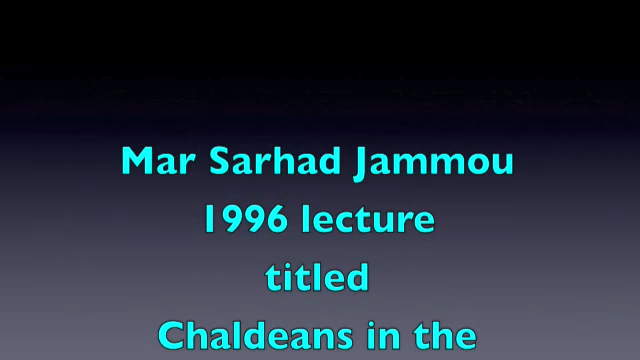 Mar Sarhad Jammou
1996 lecture
titled
Chaldeans in the